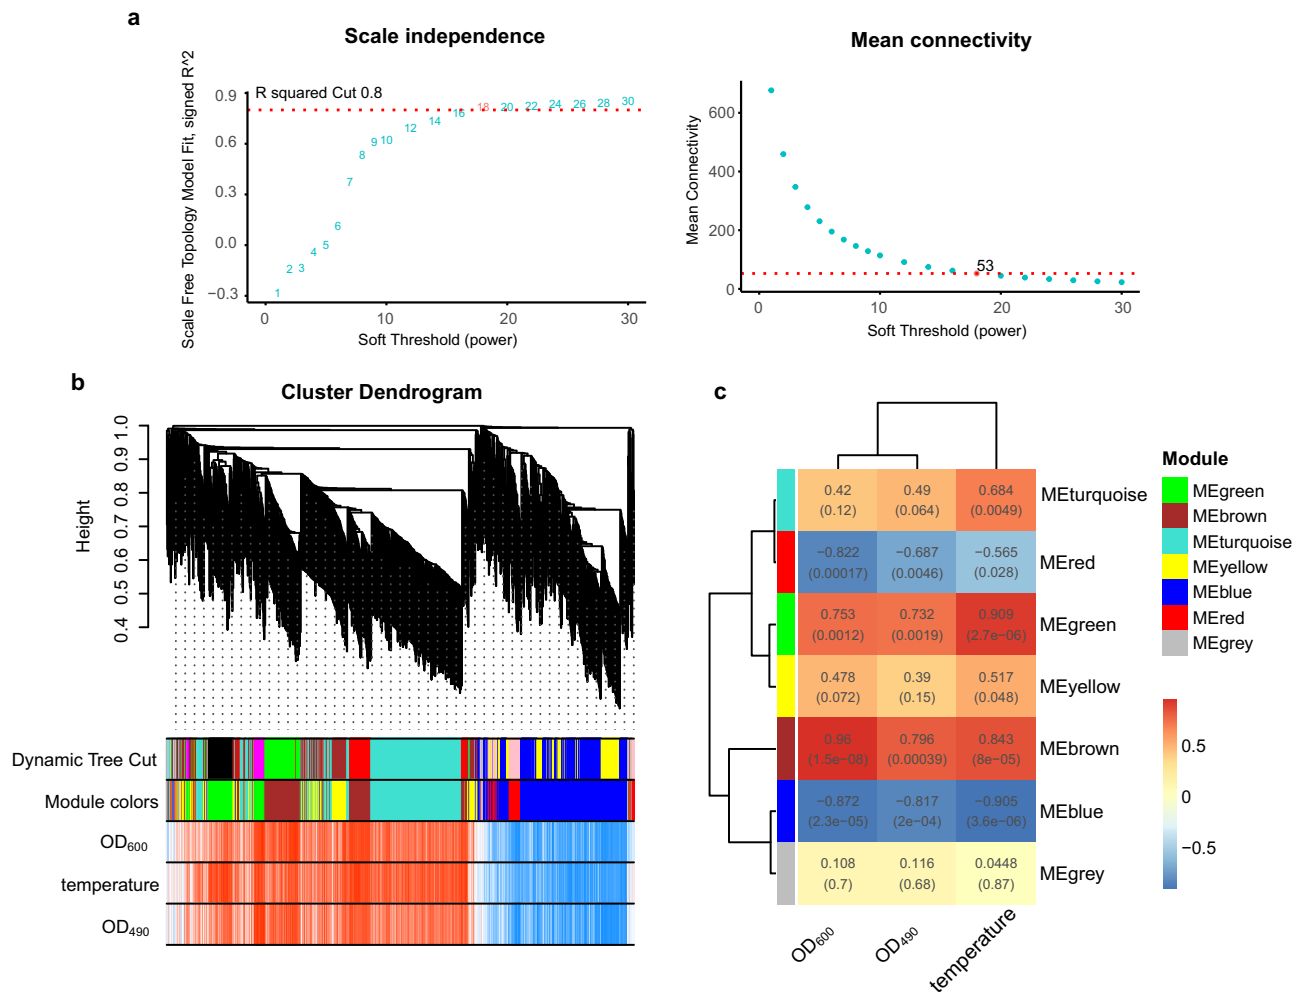 a
Scale independence
Scale Free Topology Model Fit, signed R^2
0.9
0.6
0.3
0.0
−0.3
R squared Cut 0.8
1
2
3
4
5
6
7
8
9
10
12
14
16
18
20
22
24
26
28
30
0
10
20
30
Soft Threshold (power)
Mean connectivity
Mean Connectivity
600
400
200
0
53
0
10
20
30
Soft Threshold (power)
b
Cluster Dendrogram
Height
1.0
0.9
0.8
0.7
0.6
0.5
0.4
Dynamic Tree Cut
Module colors
OD600
temperature
OD490
c
0.42 0.49 0.684 MEturquoise
(0.12) (0.064) (0.0049)
−0.822 −0.687 −0.565 MEred
(0.00017) (0.0046) (0.028)
0.753 0.732 0.909 MEgreen
(0.0012) (0.0019) (2.7e−06)
0.478 0.39 0.517 MEyellow
(0.072) (0.15) (0.048)
0.96 0.796 0.843 MEbrown
(1.5e−08) (0.00039) (8e−05)
−0.872 −0.817 −0.905 MEblue
(2.3e−05) (2e−04) (3.6e−06)
0.108 0.116 0.0448 MEgrey
(0.7) (0.68) (0.87)
OD600
OD490
temperature
Module
MEgreen
MEbrown
MEturquoise
MEyellow
MEblue
MEred
MEgrey
0.5
0
−0.5